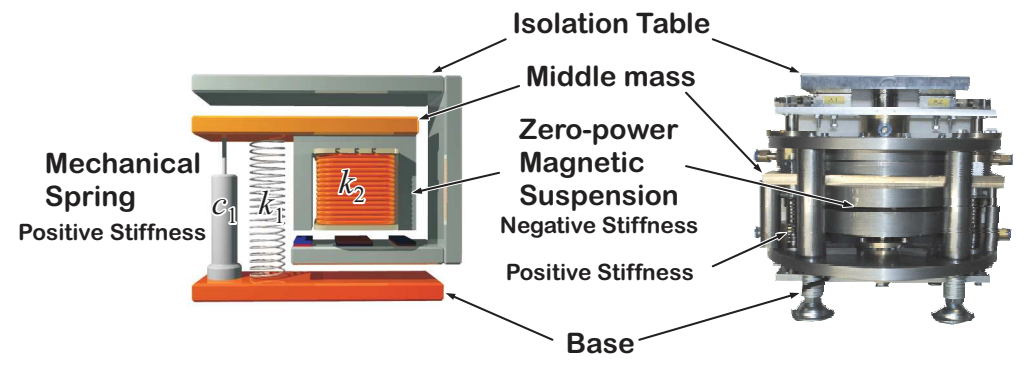 Isolation Table
Middle mass
Zero-power
Magnetic
Suspension
Negative Stiffness
Positive Stiffness
Mechanical
Spring
Positive Stiffness
c1
k1
k2
Base